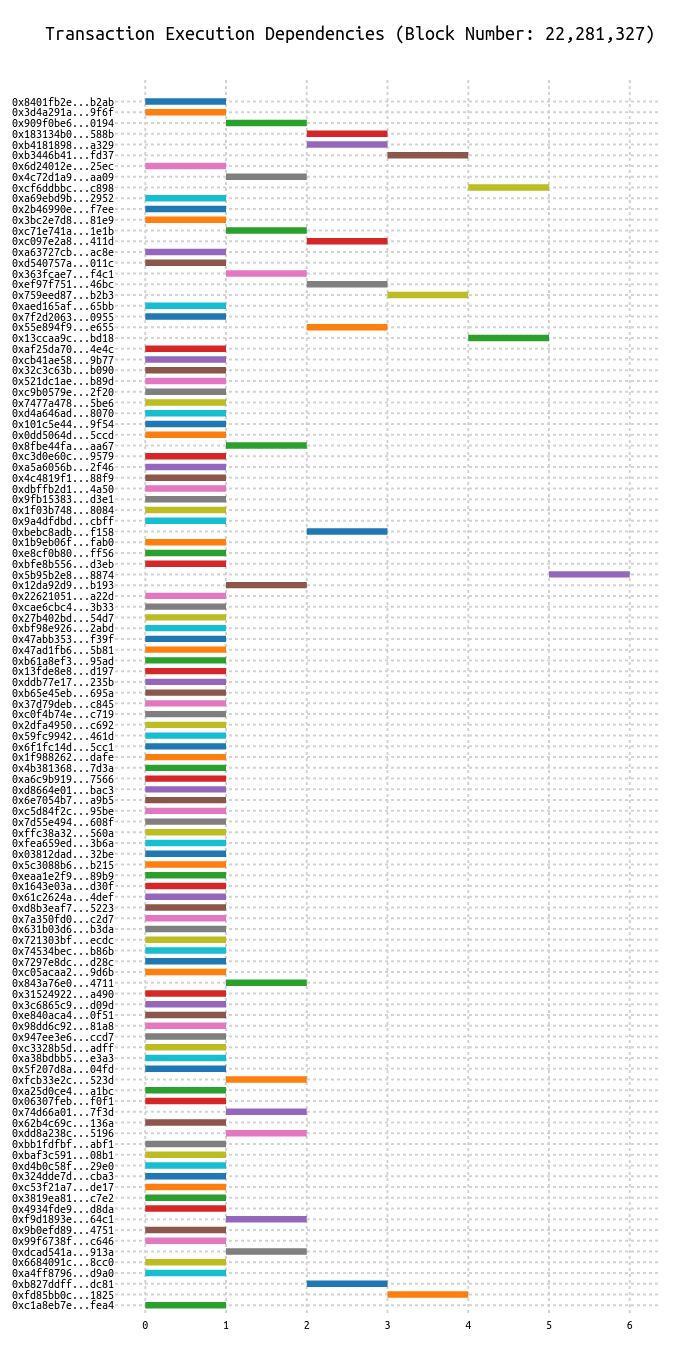 Transaction Execution Dependencies (Block Number: 22,281,327)
0x8401fb2e...b2ab
0x3d4a291a...9f6f
0x909f0be6...0194
0x183134b0...588b
0xb4181898...a329
0xb3446b41...fd37
0x6d24012e...25ec
0x4c72d1a9...aa09
0xcf6ddbbc...c898
0xa69ebd9b...2952
0x2b46990e...f7ee
0x3bc2e7d8...81e9
0xc71e741a...1e1b
0xc097e2a8...411d
0xa63727cb...ac8e
0xd540757a...011c
0x363fcae7...f4c1
0xef97f751...46bc
0x759eed87...b2b3
0xaed165af...65bb
0x7f2d2063...0955
0x55e894f9...e655
0x13ccaa9c...bd18
0xaf25da70...4e4c
0xcb41ae58...9b77
0x32c3c63b...b090
0x521dc1ae...b89d
0xc9b0579e...2f20
0x7477a478...5be6
0xd4a646ad...8070
0x101c5e44...9f54
0x0dd5064d...5ccd
0x8fbe44fa...aa67
0xc3d0e60c...9579
0xa5a6056b...2f46
0x4c4819f1...88f9
0xdbffb2d1...4a50
0x9fb15383...d3e1
0x1f03b748...8084
0x9a4dfdbd...cbff
0xbebc8adb...f158
0x1b9eb06f...fab0
0xe8cf0b80...ff56
0xbfe8b556...d3eb
0x5b95b2e8...8874
0x12da92d9...b193
0x22621051...a22d
0xcae6cbc4...3b33
0x27b402bd...54d7
0xbf98e926...2abd
0x47abb353...f39f
0x47ad1fb6...5b81
0xb61a8ef3...95ad
0x13fde8e8...d197
0xddb77e17...235b
0xb65e45eb...695a
0x37d79deb...c845
0xc0f4b74e...c719
0x2dfa4950...c692
0x59fc9942...461d
0x6f1fc14d...5cc1
0x1f988262...dafe
0x4b381368...7d3a
0xa6c9b919...7566
0xd8664e01...bac3
0x6e7054b7...a9b5
0xc5d84f2c...95be
0x7d55e494...608f
0xffc38a32...560a
0xfea659ed...3b6a
0x03812dad...32be
0x5c3088b6...b215
0xeaa1e2f9...89b9
0x1643e03a...d30f
0x61c2624a...4def
0xd8b3eaf7...5223
0x7a350fd0...c2d7
0x631b03d6...b3da
0x721303bf...ecdc
0x74534bec...b86b
0x7297e8dc...d28c
0xc05acaa2...9d6b
0x843a76e0...4711
0x31524922...a490
0x3c6865c9...d09d
0xe840aca4...0f51
0x98dd6c92...81a8
0x947ee3e6...ccd7
0xc3328b5d...adff
0xa38bdbb5...e3a3
0x5f207d8a...04fd
0xfcb33e2c...523d
0xa25d0ce4...a1bc
0x06307feb...f0f1
0x74d66a01...7f3d
0x62b4c69c...136a
0xdd8a238c...5196
0xbb1fdfbf...abf1
0xbaf3c591...08b1
0xd4b0c58f...29e0
0x324dde7d...cba3
0xc53f21a7...de17
0x3819ea81...c7e2
0x4934fde9...d8da
0xf9d1893e...64c1
0x9b0efd89...4751
0x99f6738f...c646
0xdcad541a...913a
0x6684091c...8cc0
0xa4ff8796...d9a0
0xb827ddff...dc81
0xfd85bb0c...1825
0xc1a8eb7e...fea4
0 1 2 3 4 5 6